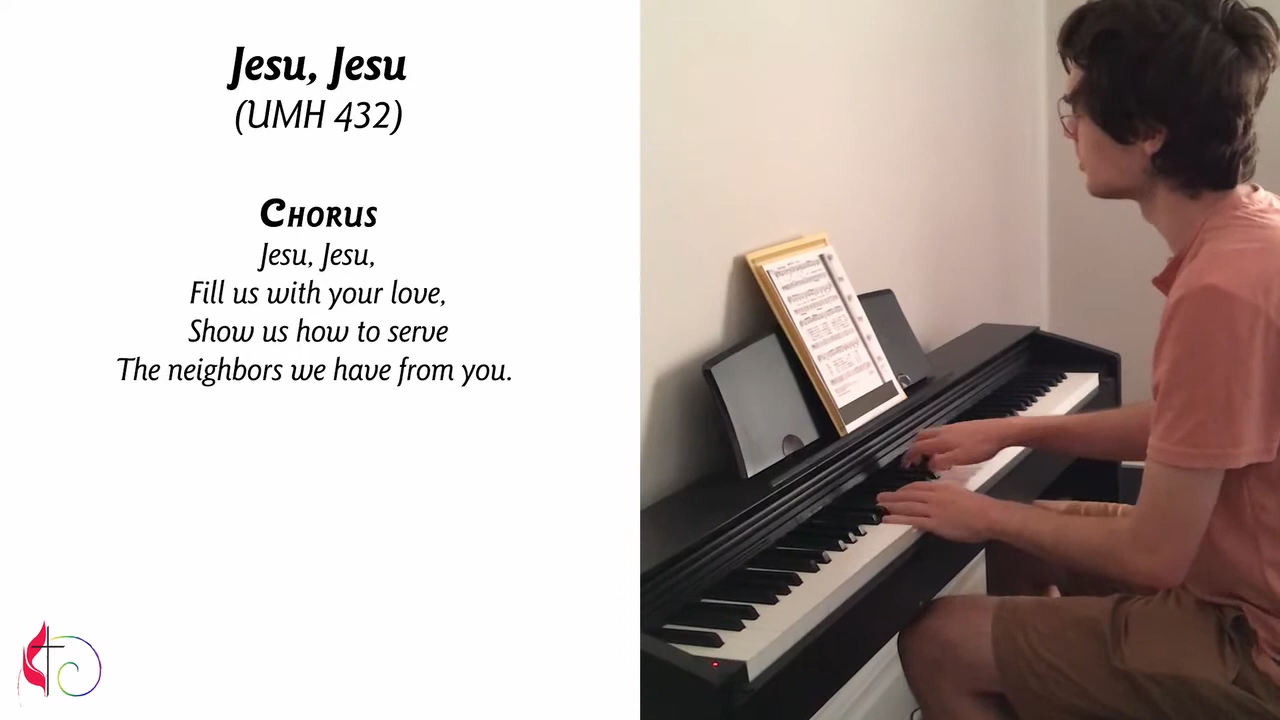 Jesu, Jesu
(UMH 432)
Chorus
Jesu, Jesu,
Fill us with your love,
Show us how to serve
The neighbors we have from you.